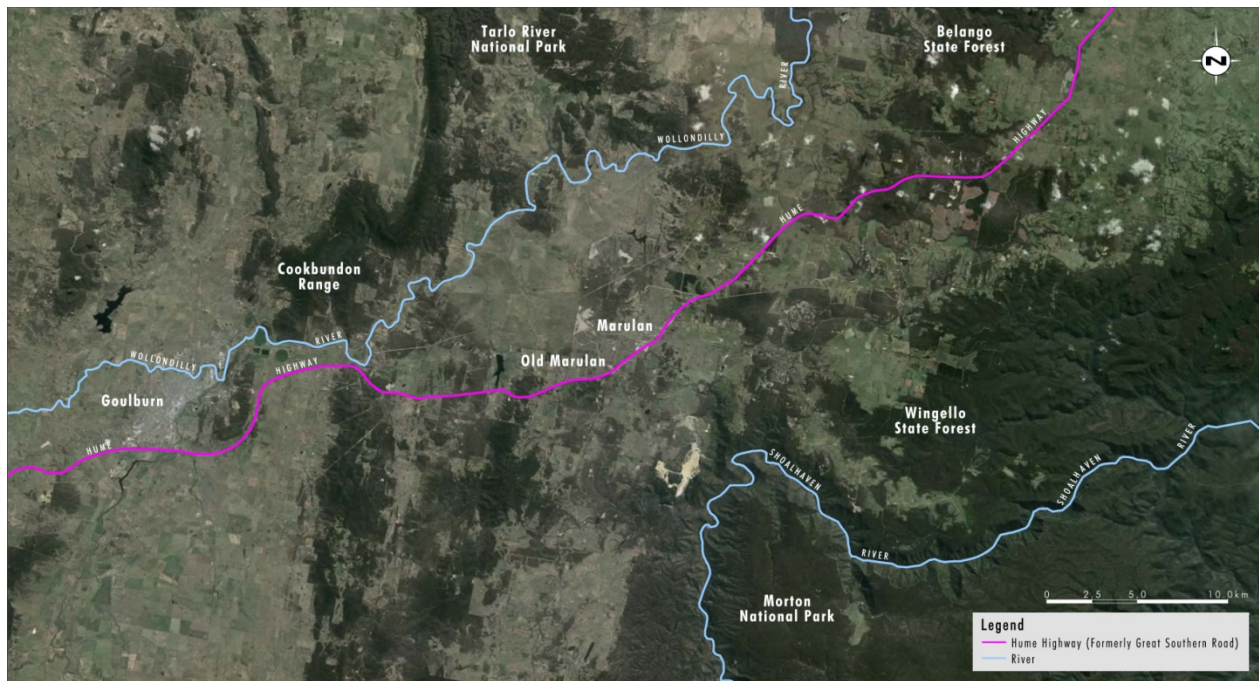 Tarlo River
National Park
Belango
State Forest
N
RIVER
WOLLONDILLY
HIGHWAY
HUME
Cookbundon
Range
Marulan
RIVER
WOLLONDILLY
HIGHWAY
Old Marulan
Goulburn
HUME
Wingello
State Forest
SHOALHAVEN
RIVER
SHOALHAVEN
RIVER
Morton
National Park
0 2.5 5.0 10.0km
Legend
Hume Highway (Formerly Great Southern Road)
River